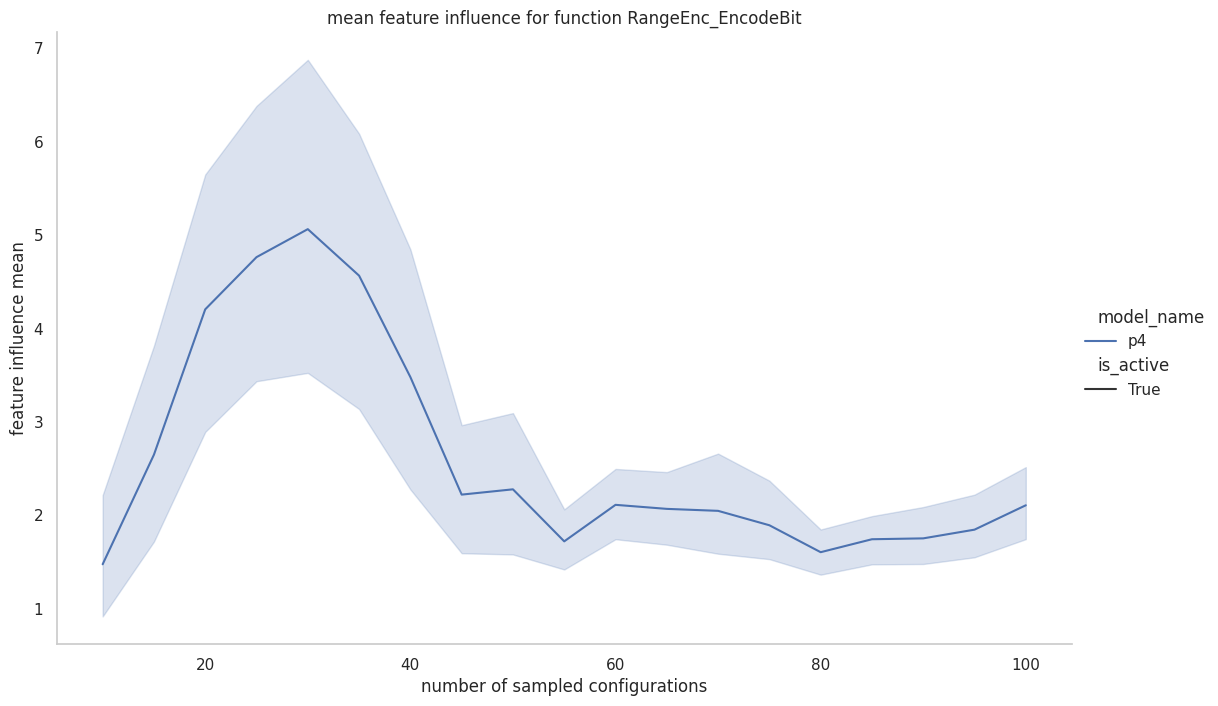 mean feature influence for function RangeEnc_EncodeBit
7
6
5
4
3
2
1
feature influence mean
20 40 60 80 100
number of sampled configurations
model_name
p4
is_active
True